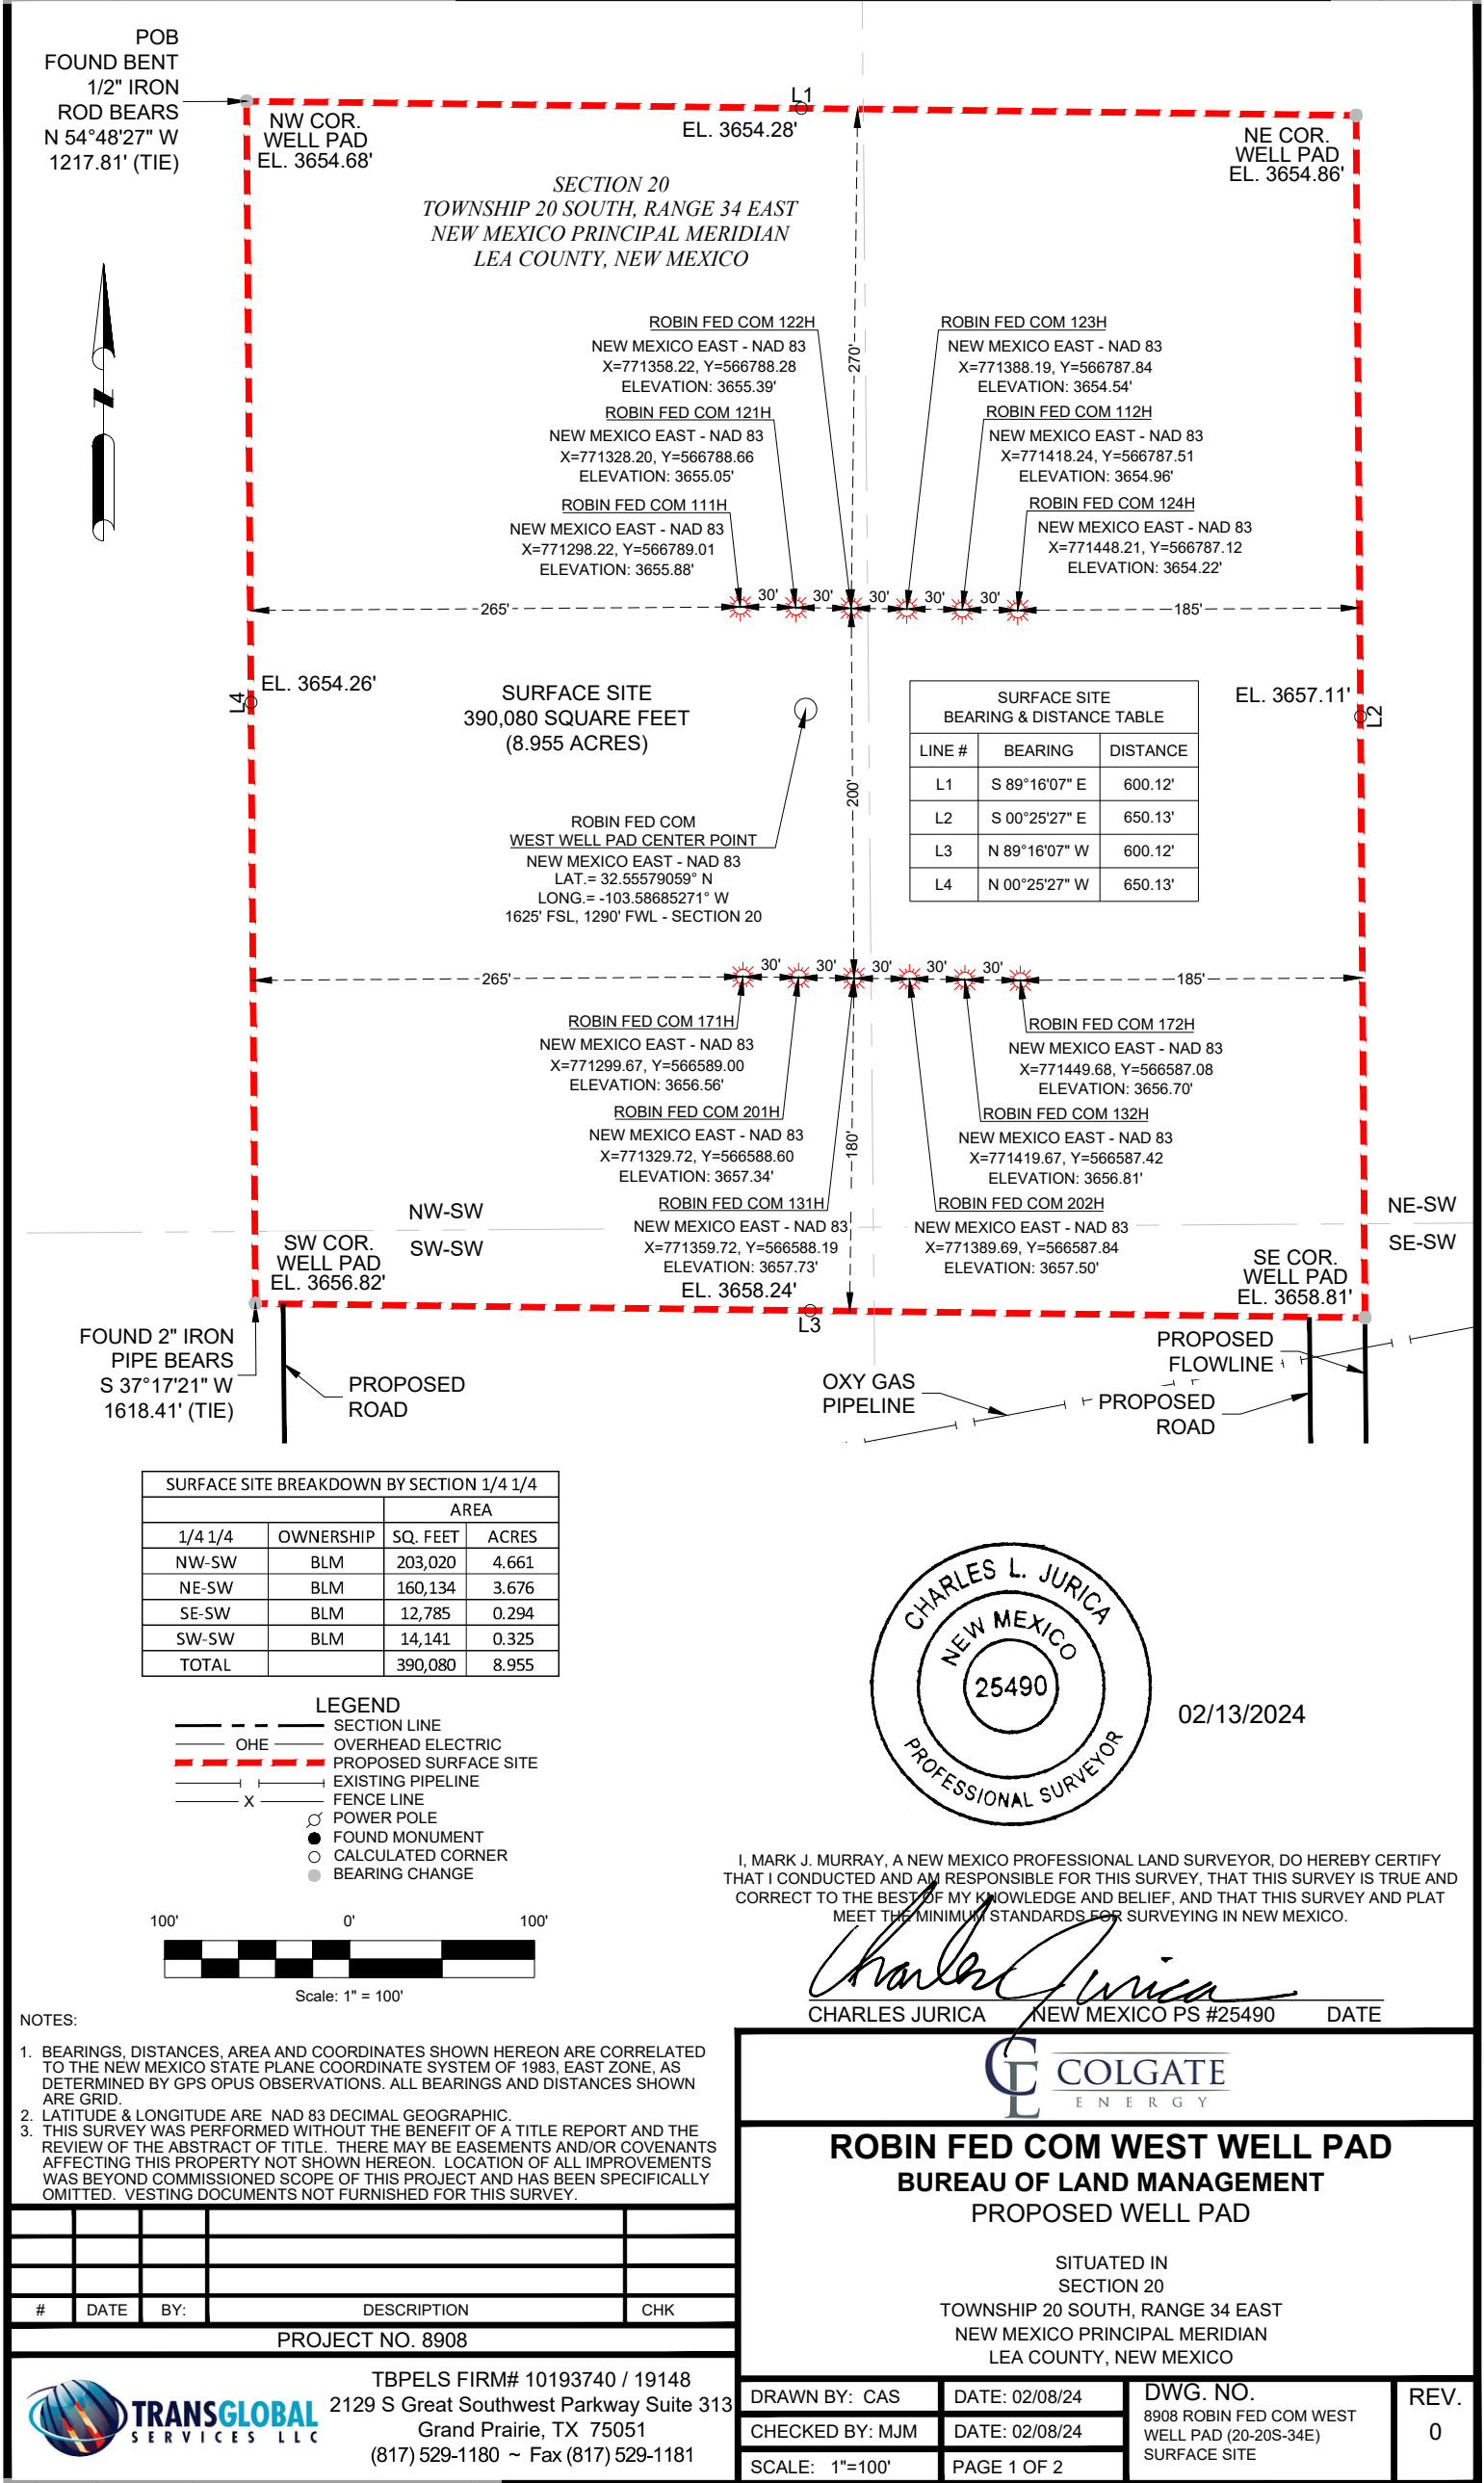 POB
FOUND BENT
1/2" IRON
ROD BEARS
N 54°48'27" W
1217.81' (TIE)
NW COR.
WELL PAD
EL. 3654.68'
L1
EL. 3654.28'
NE COR.
WELL PAD
EL. 3654.86'
SECTION 20
TOWNSHIP 20 SOUTH, RANGE 34 EAST
NEW MEXICO PRINCIPAL MERIDIAN
LEA COUNTY, NEW MEXICO
N
270'
ROBIN FED COM 122H
NEW MEXICO EAST - NAD 83
X=771358.22, Y=566788.28
ELEVATION: 3655.39'
ROBIN FED COM 123H
NEW MEXICO EAST - NAD 83
X=771388.19, Y=566787.84
ELEVATION: 3654.54'
ROBIN FED COM 121H
NEW MEXICO EAST - NAD 83
X=771328.20, Y=566788.66
ELEVATION: 3655.05'
ROBIN FED COM 112H
NEW MEXICO EAST - NAD 83
X=771418.24, Y=566787.51
ELEVATION: 3654.96'
ROBIN FED COM 111H
NEW MEXICO EAST - NAD 83
X=771298.22, Y=566789.01
ELEVATION: 3655.88'
ROBIN FED COM 124H
NEW MEXICO EAST - NAD 83
X=771448.21, Y=566787.12
ELEVATION: 3654.22'
265' 30' 30' 30' 30' 30' 185'
L4
EL. 3654.26'
SURFACE SITE
390,080 SQUARE FEET
(8.955 ACRES)
EL. 3657.11'
L2
SURFACE SITE
BEARING & DISTANCE TABLE
LINE # BEARING DISTANCE
L1 S 89°16'07" E 600.12'
L2 S 00°25'27" E 650.13'
L3 N 89°16'07" W 600.12'
L4 N 00°25'27" W 650.13'
200'
ROBIN FED COM
WEST WELL PAD CENTER POINT
NEW MEXICO EAST - NAD 83
LAT.= 32.55579059° N
LONG.= -103.58685271° W
1625' FSL, 1290' FWL - SECTION 20
265' 30' 30' 30' 30' 30' 185'
ROBIN FED COM 171H
NEW MEXICO EAST - NAD 83
X=771299.67, Y=566589.00
ELEVATION: 3656.56'
ROBIN FED COM 172H
NEW MEXICO EAST - NAD 83
X=771449.68, Y=566587.08
ELEVATION: 3656.70'
ROBIN FED COM 201H
NEW MEXICO EAST - NAD 83
X=771329.72, Y=566588.60
ELEVATION: 3657.34'
ROBIN FED COM 132H
NEW MEXICO EAST - NAD 83
X=771419.67, Y=566587.42
ELEVATION: 3656.81'
180'
ROBIN FED COM 131H
NEW MEXICO EAST - NAD 83
X=771359.72, Y=566588.19
ELEVATION: 3657.73'
ROBIN FED COM 202H
NEW MEXICO EAST - NAD 83
X=771389.69, Y=566587.84
ELEVATION: 3657.50'
NW-SW
SW-SW
NE-SW
SE-SW
SW COR.
WELL PAD
EL. 3656.82'
EL. 3658.24'
L3
SE COR.
WELL PAD
EL. 3658.81'
FOUND 2" IRON
PIPE BEARS
S 37°17'21" W
1618.41' (TIE)
PROPOSED
ROAD
OXY GAS
PIPELINE
PROPOSED
FLOWLINE
PROPOSED
ROAD
SURFACE SITE BREAKDOWN BY SECTION 1/4 1/4
AREA
1/4 1/4 OWNERSHIP SQ. FEET ACRES
NW-SW BLM 203,020 4.661
NE-SW BLM 160,134 3.676
SE-SW BLM 12,785 0.294
SW-SW BLM 14,141 0.325
TOTAL 390,080 8.955
LEGEND
SECTION LINE
OHE OVERHEAD ELECTRIC
PROPOSED SURFACE SITE
EXISTING PIPELINE
X FENCE LINE
POWER POLE
FOUND MONUMENT
CALCULATED CORNER
BEARING CHANGE
100' 0' 100'
Scale: 1" = 100'
CHARLES L. JURICA
NEW MEXICO
25490
PROFESSIONAL SURVEYOR
02/13/2024
I, MARK J. MURRAY, A NEW MEXICO PROFESSIONAL LAND SURVEYOR, DO HEREBY CERTIFY
THAT I CONDUCTED AND AM RESPONSIBLE FOR THIS SURVEY, THAT THIS SURVEY IS TRUE AND
CORRECT TO THE BEST OF MY KNOWLEDGE AND BELIEF, AND THAT THIS SURVEY AND PLAT
MEET THE MINIMUM STANDARDS FOR SURVEYING IN NEW MEXICO.
Charles Jurica
CHARLES JURICA NEW MEXICO PS #25490 DATE
NOTES:
1. BEARINGS, DISTANCES, AREA AND COORDINATES SHOWN HEREON ARE CORRELATED
TO THE NEW MEXICO STATE PLANE COORDINATE SYSTEM OF 1983, EAST ZONE, AS
DETERMINED BY GPS OPUS OBSERVATIONS. ALL BEARINGS AND DISTANCES SHOWN
ARE GRID.
2. LATITUDE & LONGITUDE ARE NAD 83 DECIMAL GEOGRAPHIC.
3. THIS SURVEY WAS PERFORMED WITHOUT THE BENEFIT OF A TITLE REPORT AND THE
REVIEW OF THE ABSTRACT OF TITLE. THERE MAY BE EASEMENTS AND/OR COVENANTS
AFFECTING THIS PROPERTY NOT SHOWN HEREON. LOCATION OF ALL IMPROVEMENTS
WAS BEYOND COMMISSIONED SCOPE OF THIS PROJECT AND HAS BEEN SPECIFICALLY
OMITTED. VESTING DOCUMENTS NOT FURNISHED FOR THIS SURVEY.
# DATE BY: DESCRIPTION CHK
PROJECT NO. 8908
TRANSGLOBAL
SERVICES LLC
TBPELS FIRM# 10193740 / 19148
2129 S Great Southwest Parkway Suite 313
Grand Prairie, TX 75051
(817) 529-1180 ~ Fax (817) 529-1181
CE COLGATE
ENERGY
ROBIN FED COM WEST WELL PAD
BUREAU OF LAND MANAGEMENT
PROPOSED WELL PAD
SITUATED IN
SECTION 20
TOWNSHIP 20 SOUTH, RANGE 34 EAST
NEW MEXICO PRINCIPAL MERIDIAN
LEA COUNTY, NEW MEXICO
DRAWN BY: CAS DATE: 02/08/24
CHECKED BY: MJM DATE: 02/08/24
SCALE: 1"=100' PAGE 1 OF 2
DWG. NO.
8908 ROBIN FED COM WEST
WELL PAD (20-20S-34E)
SURFACE SITE
REV.
0